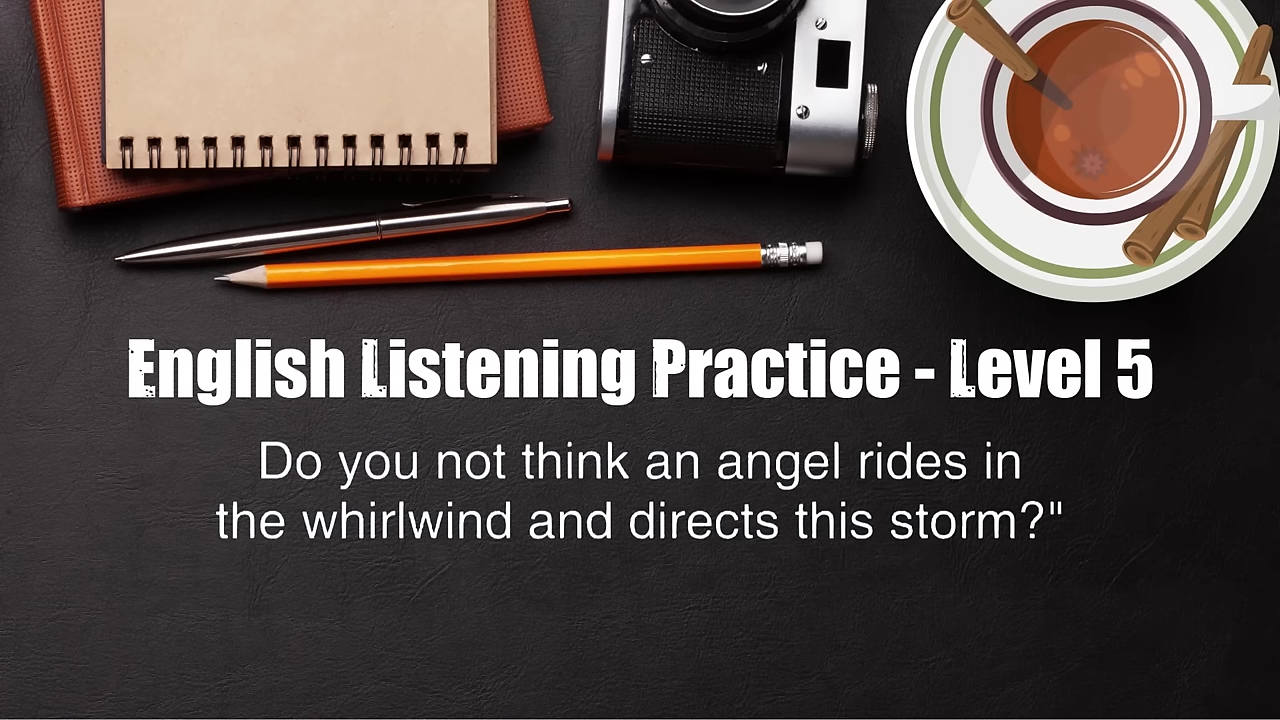 English Listening Practice - Level 5
Do you not think an angel rides in
the whirlwind and directs this storm?"